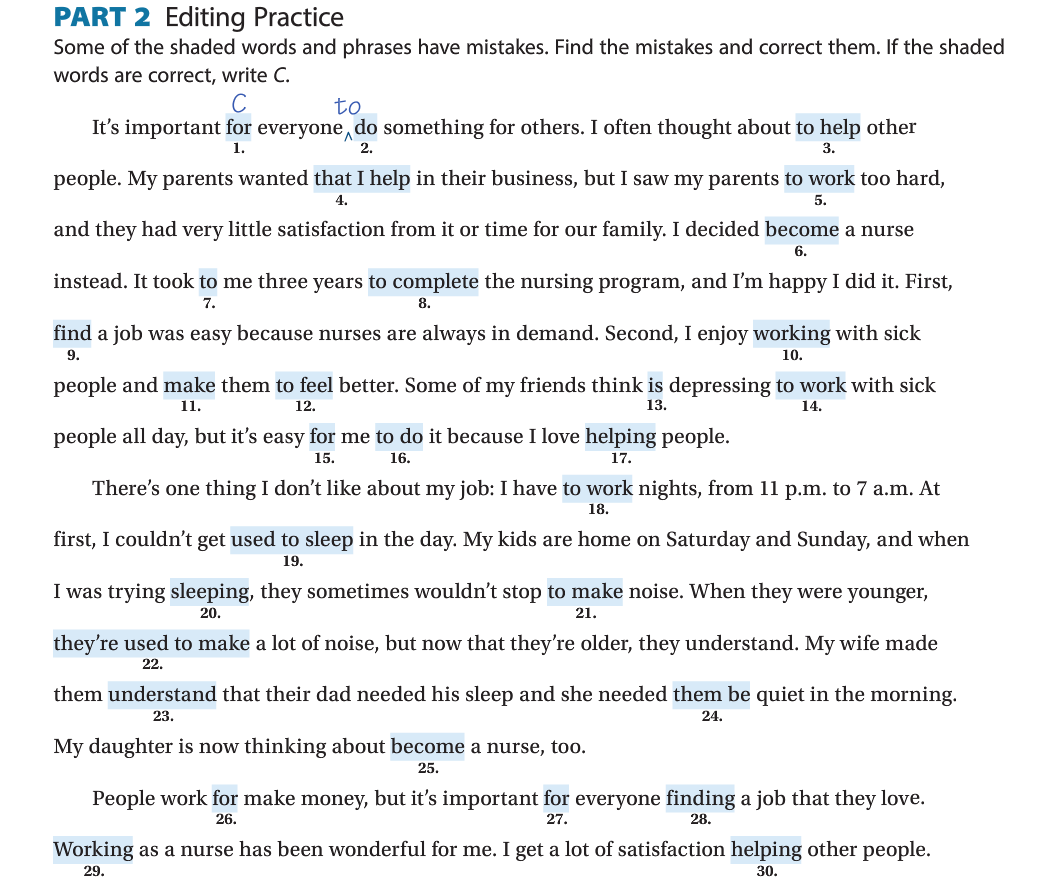 PART 2 Editing Practice
Some of the shaded words and phrases have mistakes. Find the mistakes and correct them. If the shaded
words are correct, write C.
C to
It's important for everyone ^ do something for others. I often thought about to help other
1. 2. 3.
people. My parents wanted that I help in their business, but I saw my parents to work too hard,
4. 5.
and they had very little satisfaction from it or time for our family. I decided become a nurse
6.
instead. It took to me three years to complete the nursing program, and I'm happy I did it. First,
7. 8.
find a job was easy because nurses are always in demand. Second, I enjoy working with sick
9. 10.
people and make them to feel better. Some of my friends think is depressing to work with sick
11. 12. 13. 14.
people all day, but it's easy for me to do it because I love helping people.
15. 16. 17.
There's one thing I don't like about my job: I have to work nights, from 11 p.m. to 7 a.m. At
18.
first, I couldn't get used to sleep in the day. My kids are home on Saturday and Sunday, and when
19.
I was trying sleeping, they sometimes wouldn't stop to make noise. When they were younger,
20. 21.
they're used to make a lot of noise, but now that they're older, they understand. My wife made
22.
them understand that their dad needed his sleep and she needed them be quiet in the morning.
23. 24.
My daughter is now thinking about become a nurse, too.
25.
People work for make money, but it's important for everyone finding a job that they love.
26. 27. 28.
Working as a nurse has been wonderful for me. I get a lot of satisfaction helping other people.
29. 30.